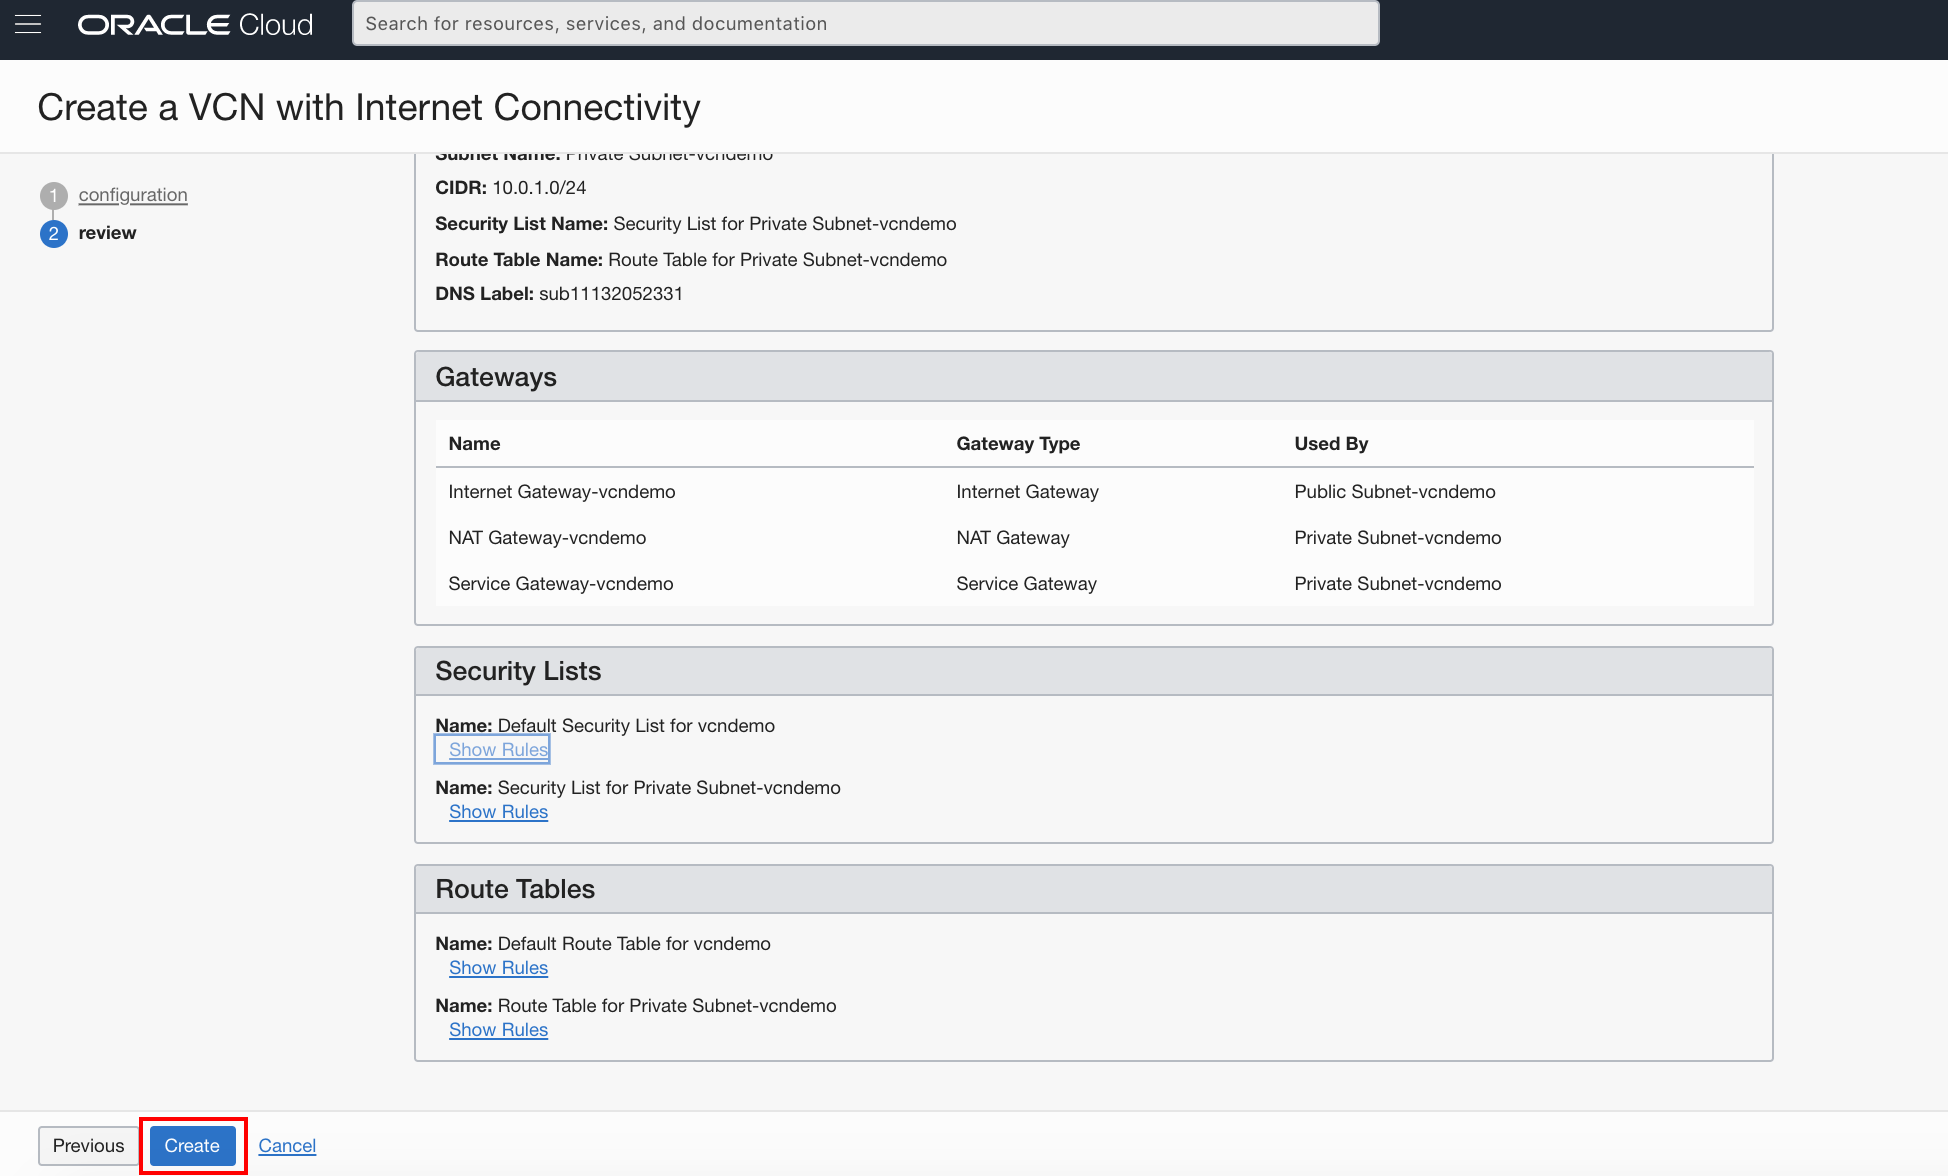 ORACLE Cloud
Search for resources, services, and documentation
Create a VCN with Internet Connectivity
1 configuration
2 review
Subnet Name: Private Subnet-vcndemo
CIDR: 10.0.1.0/24
Security List Name: Security List for Private Subnet-vcndemo
Route Table Name: Route Table for Private Subnet-vcndemo
DNS Label: sub11132052331
Gateways
Name Gateway Type Used By
Internet Gateway-vcndemo Internet Gateway Public Subnet-vcndemo
NAT Gateway-vcndemo NAT Gateway Private Subnet-vcndemo
Service Gateway-vcndemo Service Gateway Private Subnet-vcndemo
Security Lists
Name: Default Security List for vcndemo
Show Rules
Name: Security List for Private Subnet-vcndemo
Show Rules
Route Tables
Name: Default Route Table for vcndemo
Show Rules
Name: Route Table for Private Subnet-vcndemo
Show Rules
Previous Create Cancel